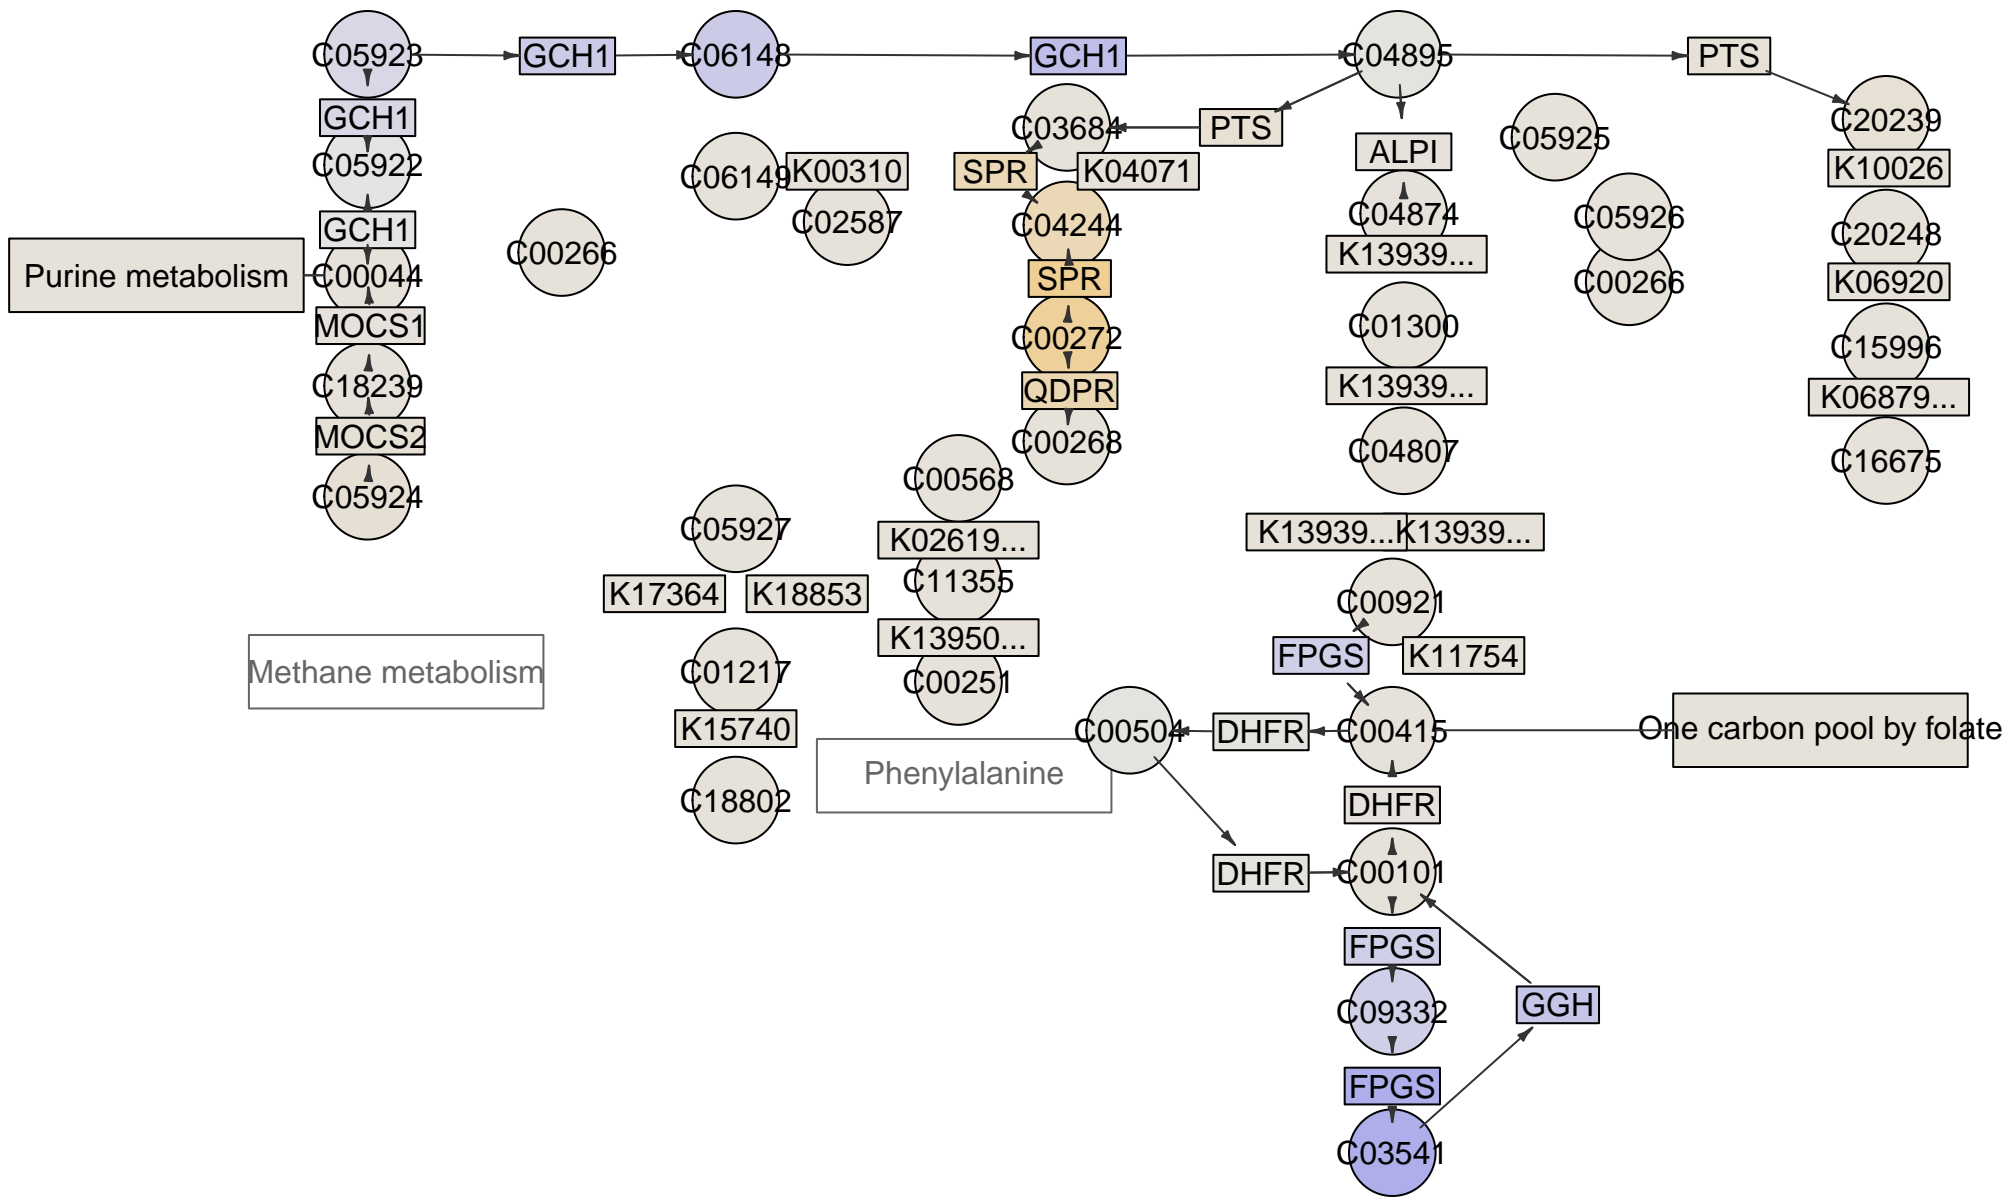 C05923
GCH1
C06148
GCH1
C04895
PTS
GCH1
C03684
PTS
C20239
C05925
ALPI
C05922
C06149
K00310
SPR
K04071
K10026
GCH1
C02587
C04244
C04874
C05926
C20248
C00266
K13939...
Purine metabolism
C00044
SPR
C00266
K06920
MOCS1
C00272
C01300
C15996
C18239
QDPR
K13939...
K06879...
MOCS2
C00268
C04807
C16675
C05924
C00568
C05927
K02619...
K13939...
K13939...
K17364
K18853
C11355
C00921
K13950...
FPGS
K11754
Methane metabolism
C01217
C00251
K15740
C00504
DHFR
C00415
One carbon pool by folate
Phenylalanine
C18802
DHFR
DHFR
C00101
FPGS
C09332
GGH
FPGS
C03541